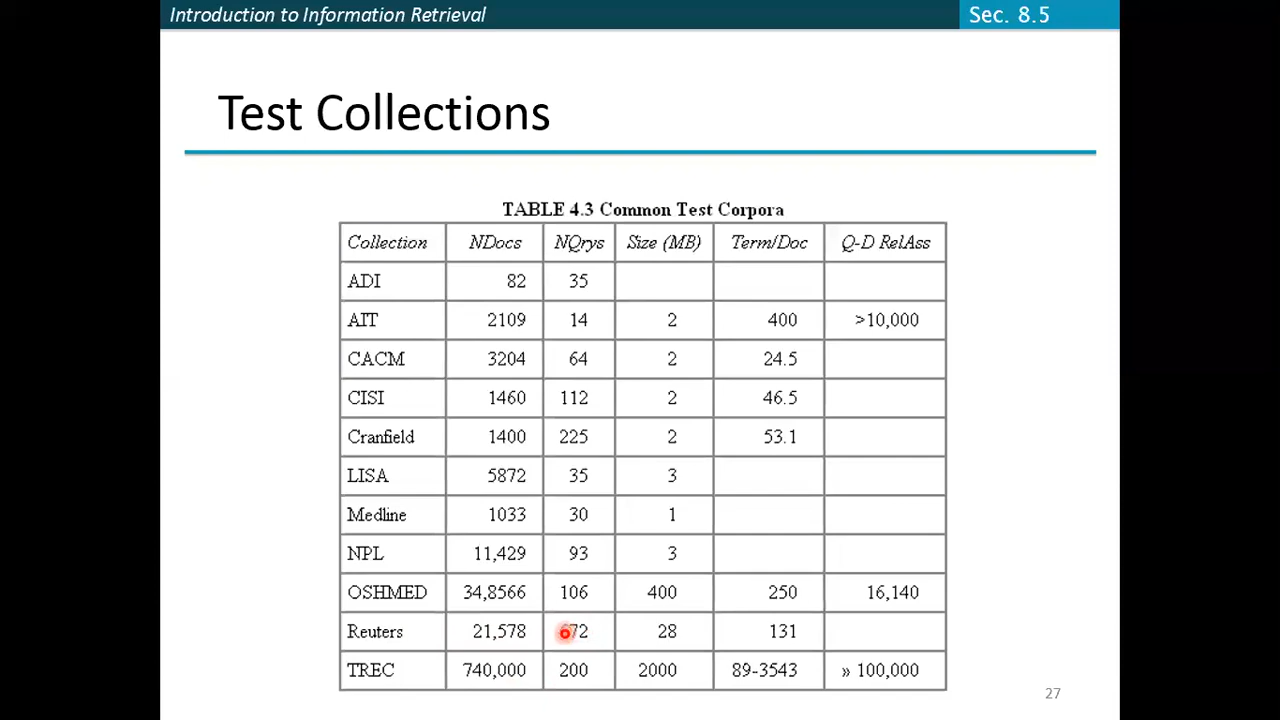 Introduction to Information Retrieval Sec. 8.5
Test Collections
TABLE 4.3 Common Test Corpora
Collection NDocs NQrys Size (MB) Term/Doc Q-D RelAss
ADI 82 35
AIT 2109 14 2 400 >10,000
CACM 3204 64 2 24.5
CISI 1460 112 2 46.5
Cranfield 1400 225 2 53.1
LISA 5872 35 3
Medline 1033 30 1
NPL 11,429 93 3
OSHMED 34,8566 106 400 250 16,140
Reuters 21,578 672 28 131
TREC 740,000 200 2000 89-3543 » 100,000
27